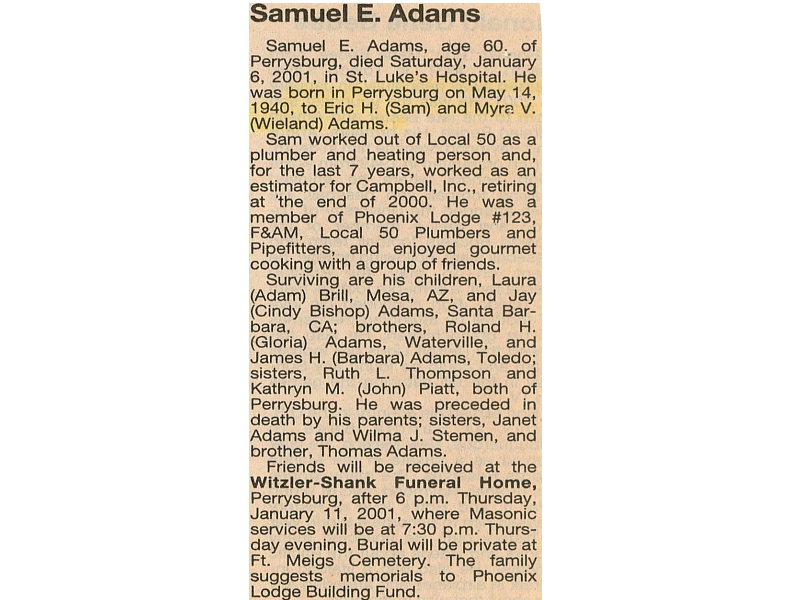 Samuel E. Adams
Samuel E. Adams, age 60. of
Perrysburg, died Saturday, January
6, 2001, in St. Luke's Hospital. He
was born in Perrysburg on May 14,
1940, to Eric H. (Sam) and Myra V.
(Wieland) Adams.
Sam worked out of Local 50 as a
plumber and heating person and,
for the last 7 years, worked as an
estimator for Campbell, Inc., retiring
at the end of 2000. He was a
member of Phoenix Lodge #123,
F&AM, Local 50 Plumbers and
Pipefitters, and enjoyed gourmet
cooking with a group of friends.
Surviving are his children, Laura
(Adam) Brill, Mesa, AZ, and Jay
(Cindy Bishop) Adams, Santa Bar-
bara, CA; brothers, Roland H.
(Gloria) Adams, Waterville, and
James H. (Barbara) Adams, Toledo;
sisters, Ruth L. Thompson and
Kathryn M. (John) Piatt, both of
Perrysburg. He was preceded in
death by his parents; sisters, Janet
Adams and Wilma J. Stemen, and
brother, Thomas Adams.
Friends will be received at the
Witzler-Shank Funeral Home,
Perrysburg, after 6 p.m. Thursday,
January 11, 2001, where Masonic
services will be at 7:30 p.m. Thurs-
day evening. Burial will be private at
Ft. Meigs Cemetery. The family
suggests memorials to Phoenix
Lodge Building Fund.